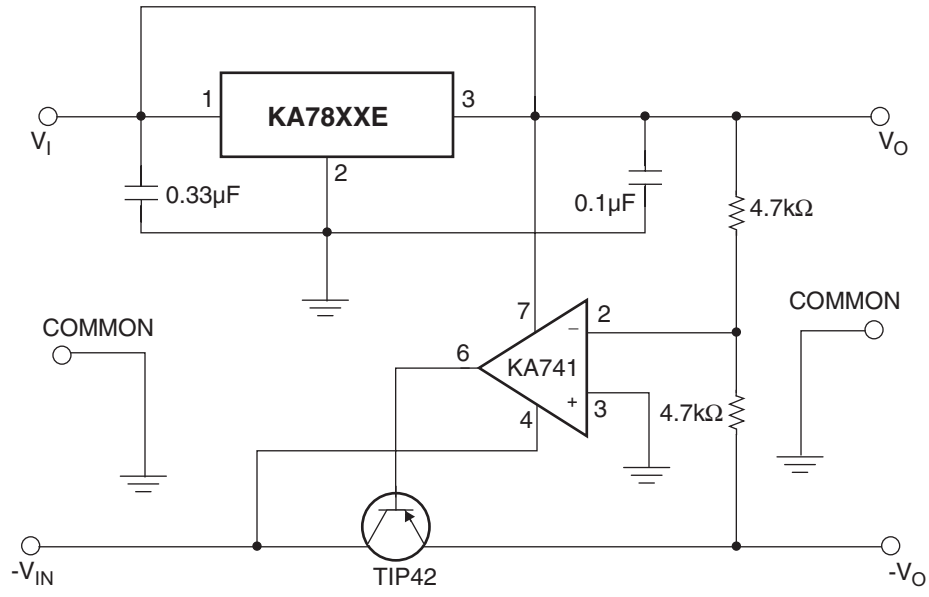 1
KA78XXE
3
V_I
V_O
2
0.33µF
0.1µF
4.7kΩ
COMMON
COMMON
7
2
−
6
KA741
+
3
4
4.7kΩ
-V_IN
TIP42
-V_O